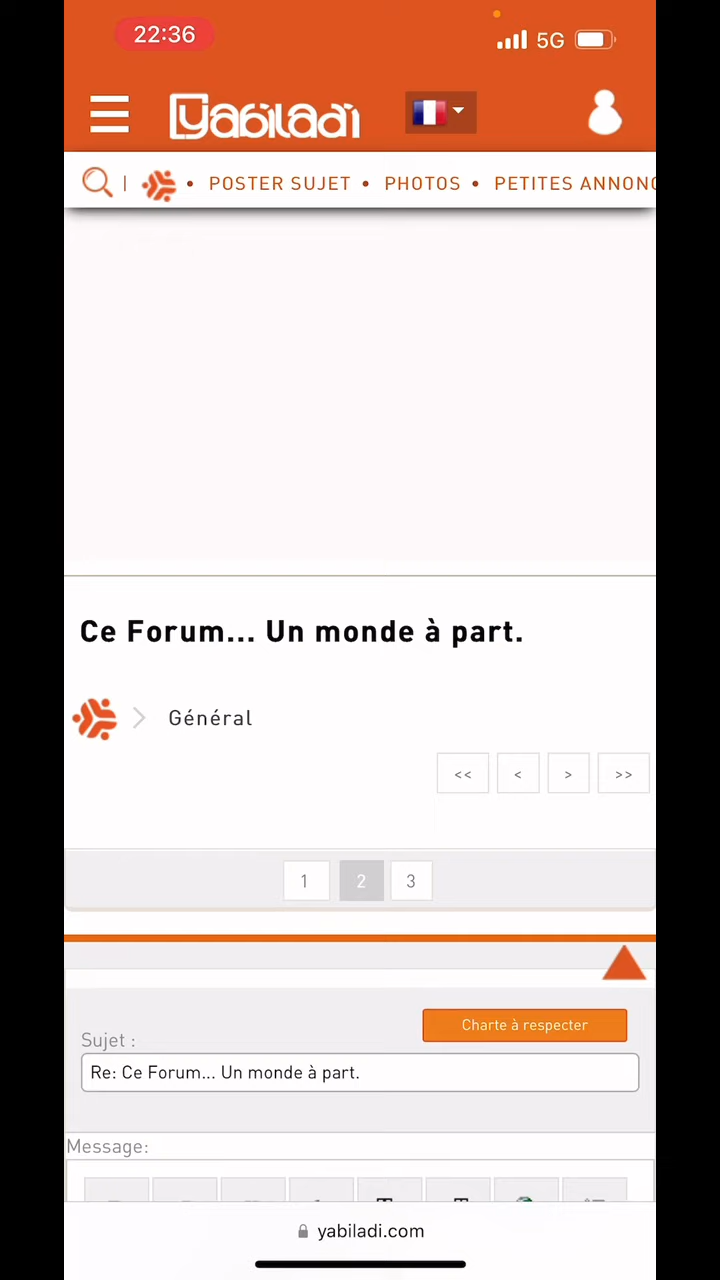 22:36
5G
Yabiladi
POSTER SUJET • PHOTOS • PETITES ANNONC
Ce Forum... Un monde à part.
Général
<< < > >>
1 2 3
Charte à respecter
Sujet :
Re: Ce Forum... Un monde à part.
Message:
yabiladi.com